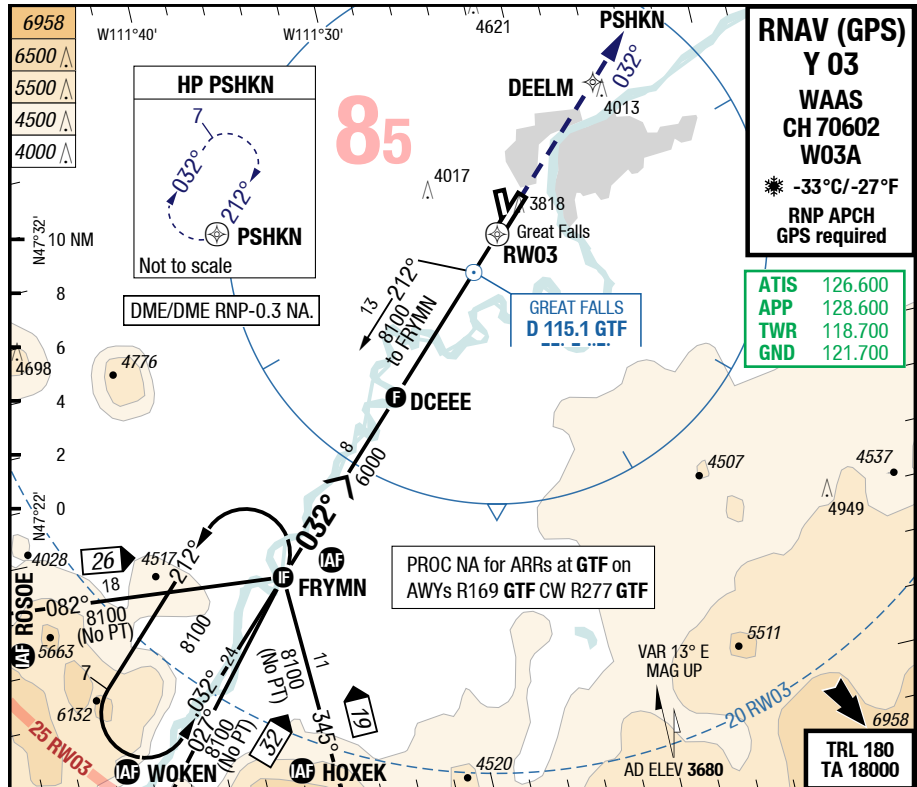 6958
6500
5500
4500
4000
W111°40'
W111°30'
4621
PSHKN
032°
DEELM
4013
RNAV (GPS)
Y 03
WAAS
CH 70602
W03A
-33°C/-27°F
RNP APCH
GPS required
HP PSHKN
7
032°
212°
PSHKN
Not to scale
85
4017
3818
Great Falls
RW03
N47°32'
10 NM
8
6
4
2
0
N47°22'
DME/DME RNP-0.3 NA.
13
212°
8100
to FRYMN
GREAT FALLS
D 115.1 GTF
ATIS 126.600
APP 128.600
TWR 118.700
GND 121.700
4698
4776
F DCEEE
8
6000
032°
4507
4537
4949
4028
26
4517
212°
IAF
IF FRYMN
PROC NA for ARRs at GTF on
AWYs R169 GTF CW R277 GTF
IAF ROSOE
18
082°
8100
(No PT)
5663
8100
7
6132
24
032°
027°
8100
(No PT)
32
8100
(No PT)
11
345°
19
VAR 13° E
MAG UP
5511
20 RW03
6958
25 RW03
IAF WOKEN
IAF HOXEK
4520
AD ELEV 3680
TRL 180
TA 18000